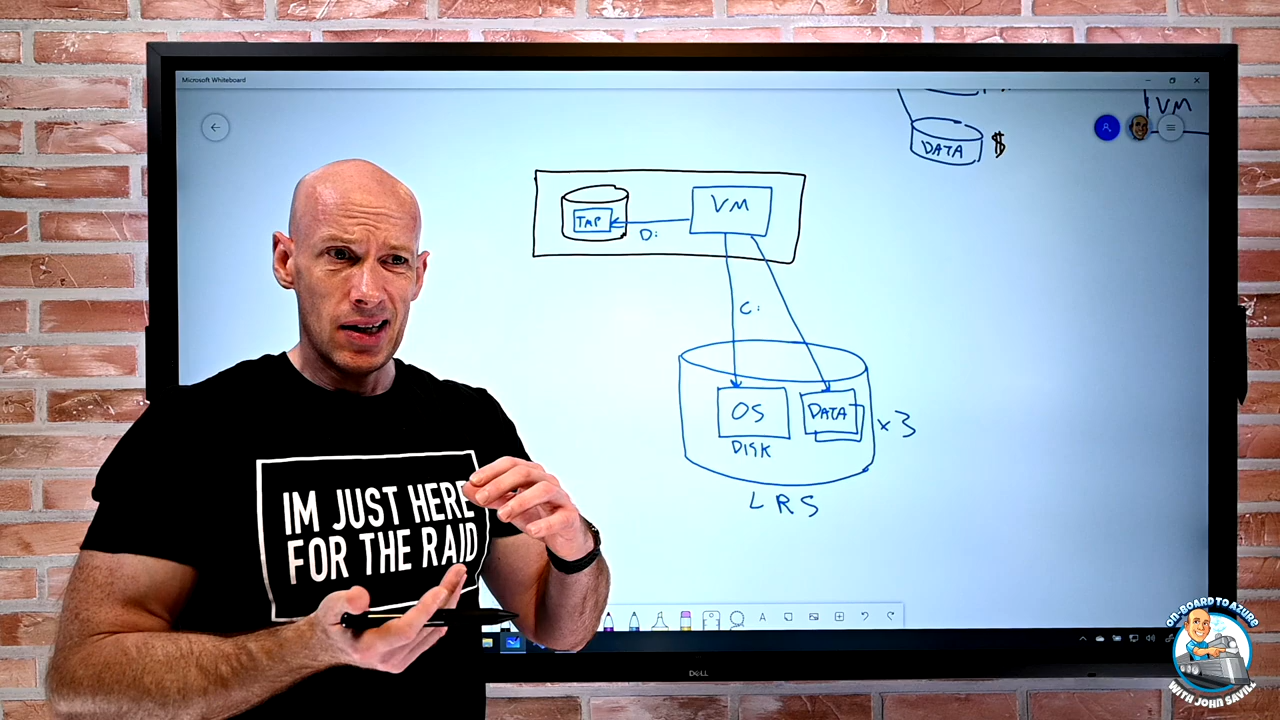 Microsoft Whiteboard
VM
DATA $
TMP
VM
D:
C:
OS
DATA
x3
DISK
LRS
IM JUST HERE
FOR THE RAID
A
DELL
ON-BOARD TO AZURE
WITH JOHN SAVILL